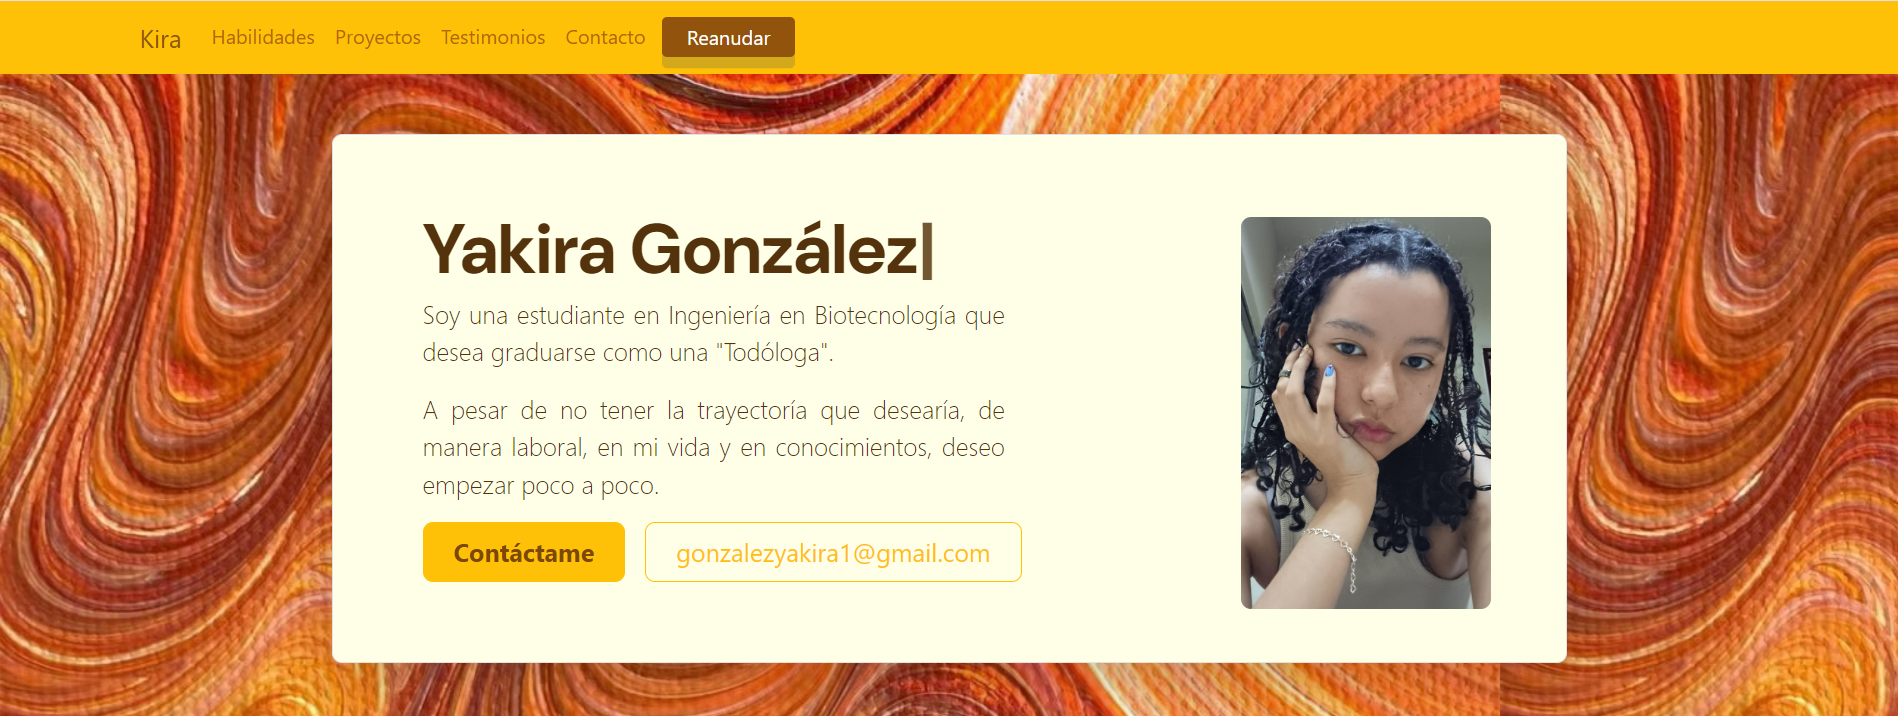 Kira Habilidades Proyectos Testimonios Contacto Reanudar
Yakira González|
Soy una estudiante en Ingeniería en Biotecnología que
desea graduarse como una "Todóloga".
A pesar de no tener la trayectoría que desearía, de
manera laboral, en mi vida y en conocimientos, deseo
empezar poco a poco.
Contáctame gonzalezyakira1@gmail.com